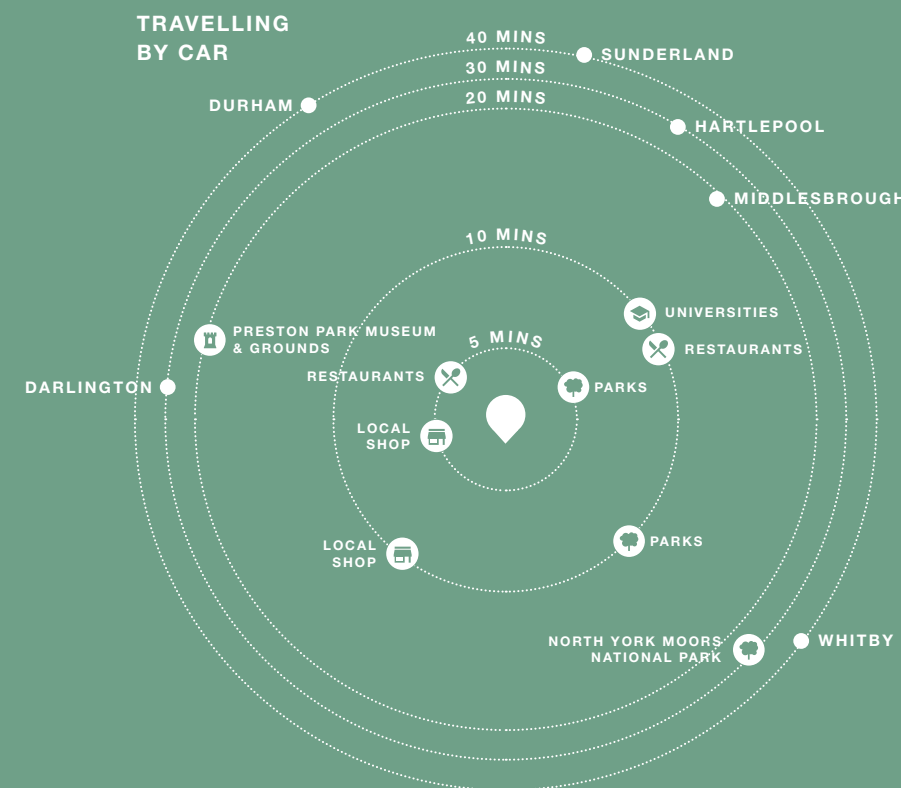 TRAVELLING
BY CAR
40 MINS
SUNDERLAND
30 MINS
20 MINS
DURHAM
HARTLEPOOL
MIDDLESBROUGH
10 MINS
UNIVERSITIES
PRESTON PARK MUSEUM
& GROUNDS
5 MINS
RESTAURANTS
RESTAURANTS
DARLINGTON
PARKS
LOCAL
SHOP
LOCAL
SHOP
PARKS
NORTH YORK MOORS
NATIONAL PARK
WHITBY